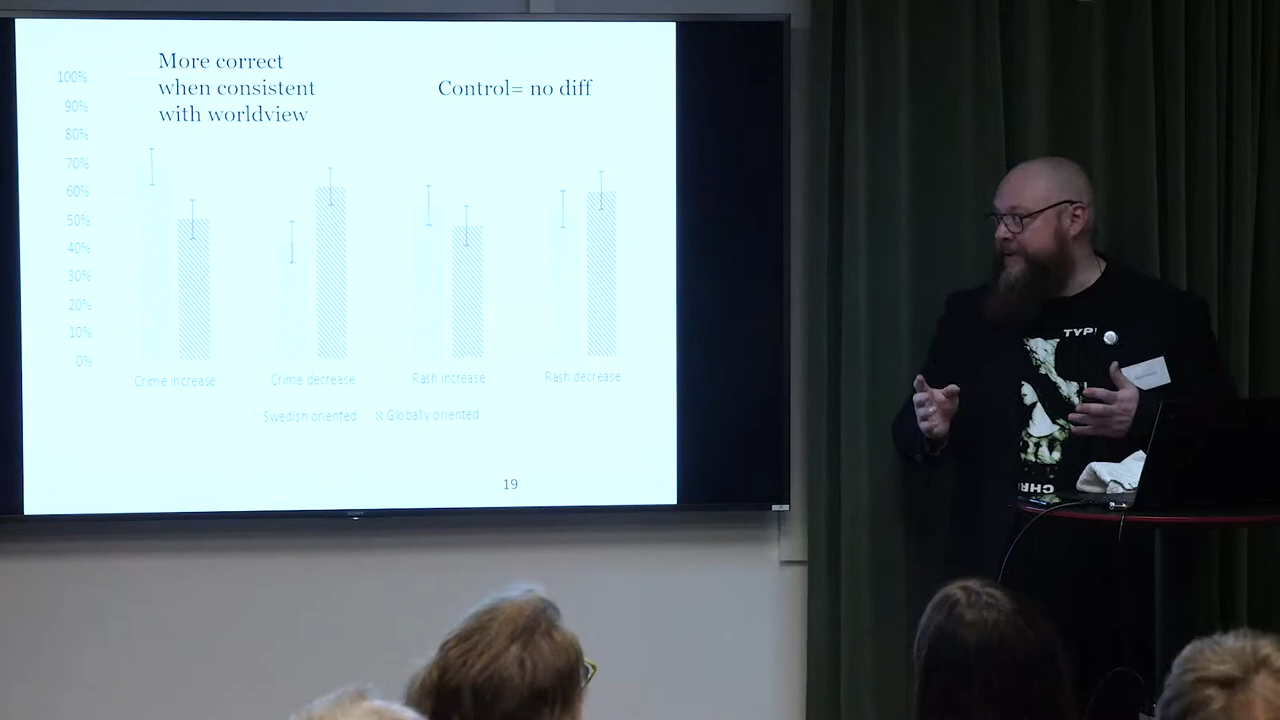 More correct
when consistent
with worldview
Control= no diff
100%
90%
80%
70%
60%
50%
40%
30%
20%
10%
0%
Crime increase
Crime decrease
Rash increase
Rash decrease
Swedish oriented
Globally oriented
19
SONY